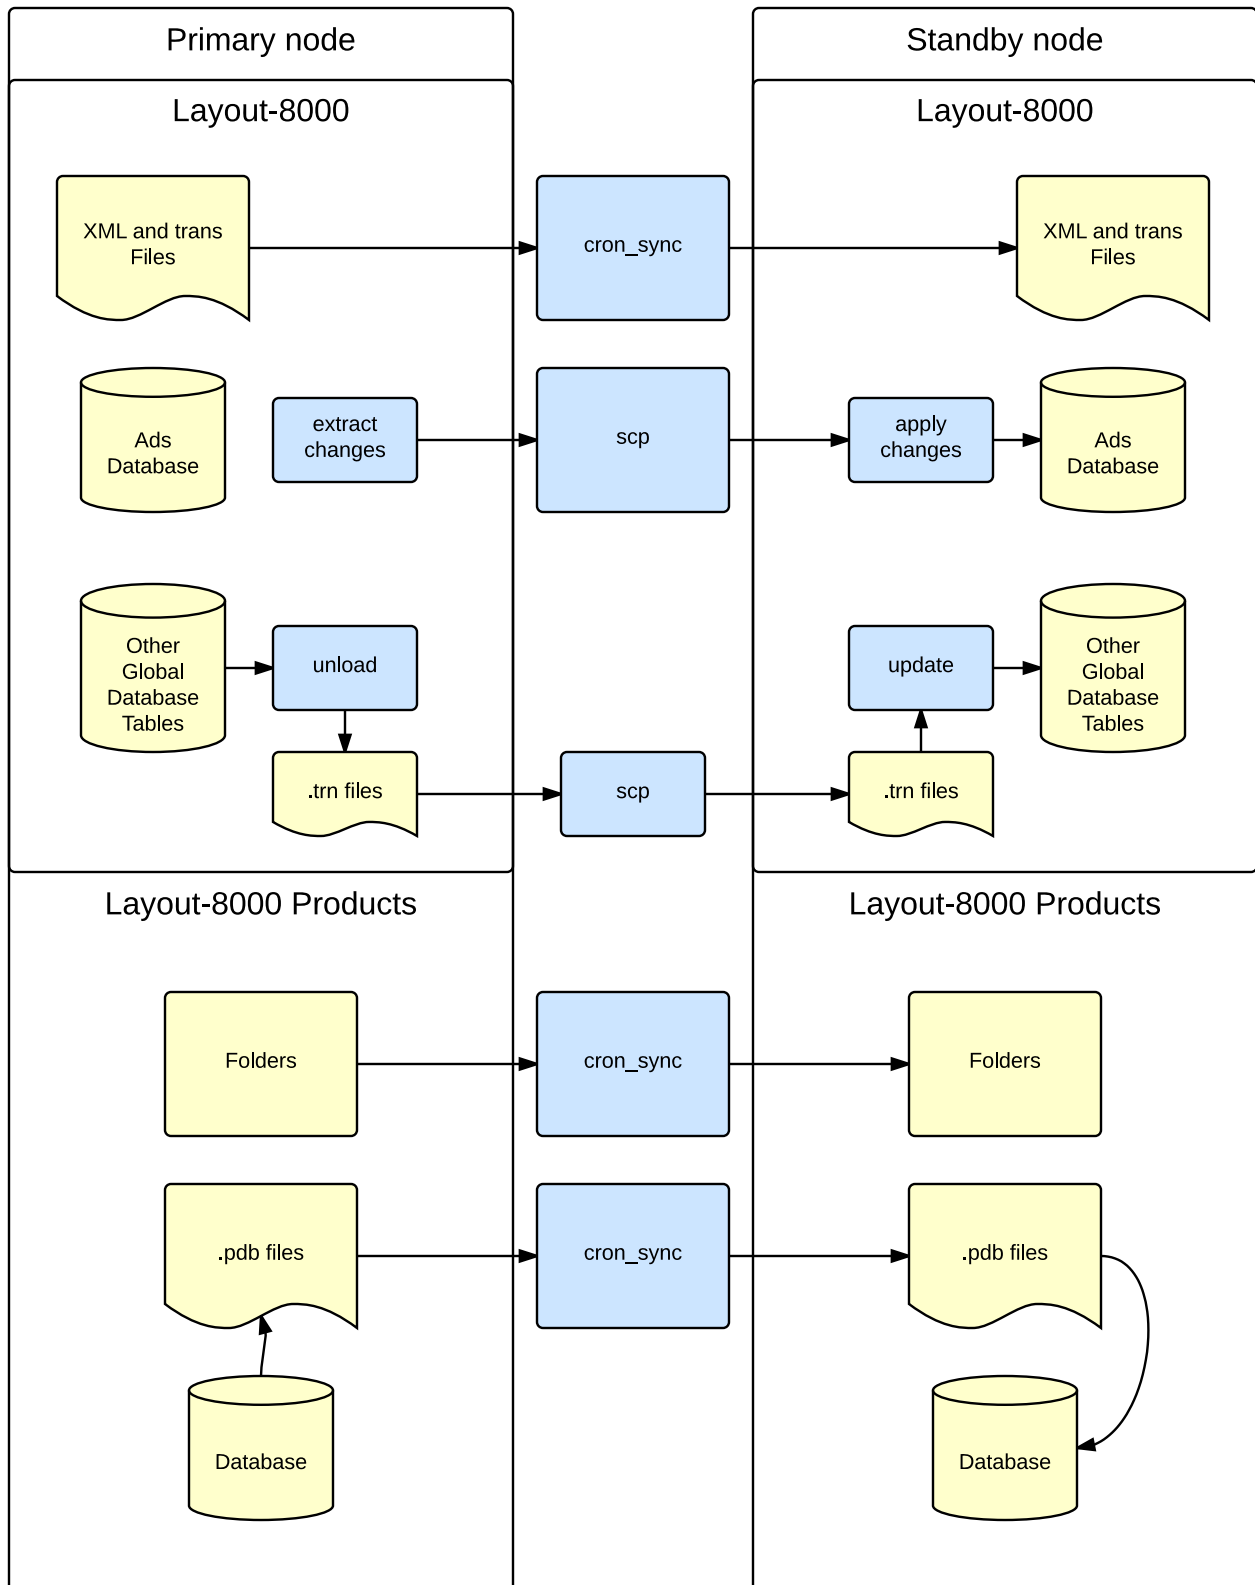 Primary node
Standby node
Layout-8000
Layout-8000
XML and trans
Files
cron_sync
XML and trans
Files
Ads
Database
extract
changes
scp
apply
changes
Ads
Database
Other
Global
Database
Tables
unload
update
Other
Global
Database
Tables
.trn files
scp
.trn files
Layout-8000 Products
Layout-8000 Products
Folders
cron_sync
Folders
.pdb files
cron_sync
.pdb files
Database
Database